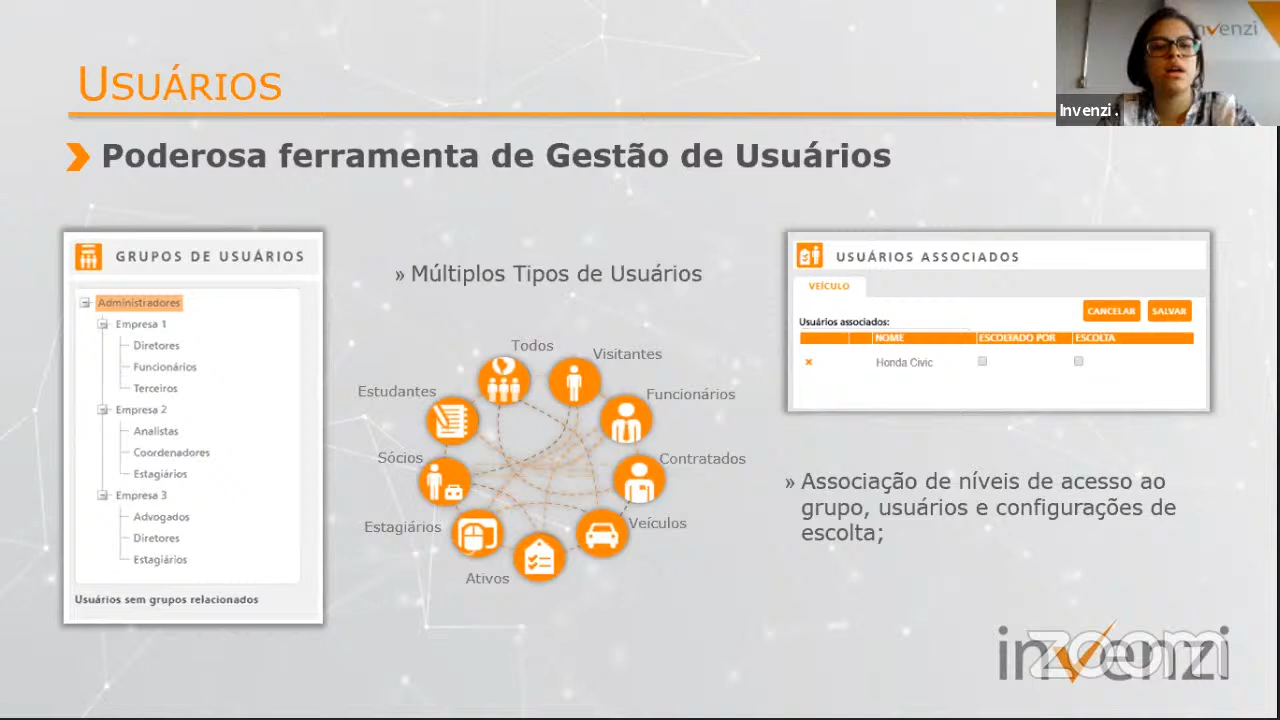 USUÁRIOS
Poderosa ferramenta de Gestão de Usuários
invenzi
Invenzi .
GRUPOS DE USUÁRIOS
Administradores
Empresa 1
Diretores
Funcionários
Terceiros
Empresa 2
Analistas
Coordenadores
Estagiários
Empresa 3
Advogados
Diretores
Estagiários
Usuários sem grupos relacionados
» Múltiplos Tipos de Usuários
Todos
Visitantes
Estudantes
Funcionários
Sócios
Contratados
Estagiários
Veículos
Ativos
USUÁRIOS ASSOCIADOS
VEÍCULO
CANCELAR SALVAR
Usuários associados:
NOME ESCOLTADO POR ESCOLTA
Honda Civic
» Associação de níveis de acesso ao
grupo, usuários e configurações de
escolta;
invenzi
zoom